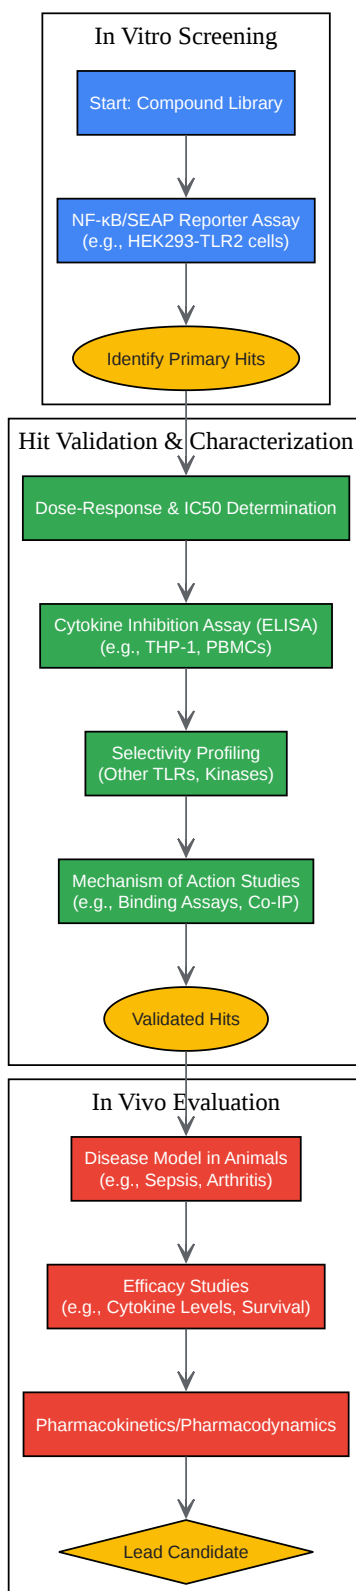 In Vitro Screening
Start: Compound Library
NF-κB/SEAP Reporter Assay
(e.g., HEK293-TLR2 cells)
Identify Primary Hits
Hit Validation & Characterization
Dose-Response & IC50 Determination
Cytokine Inhibition Assay (ELISA)
(e.g., THP-1, PBMCs)
Selectivity Profiling
(Other TLRs, Kinases)
Mechanism of Action Studies
(e.g., Binding Assays, Co-IP)
Validated Hits
In Vivo Evaluation
Disease Model in Animals
(e.g., Sepsis, Arthritis)
Efficacy Studies
(e.g., Cytokine Levels, Survival)
Pharmacokinetics/Pharmacodynamics
Lead Candidate